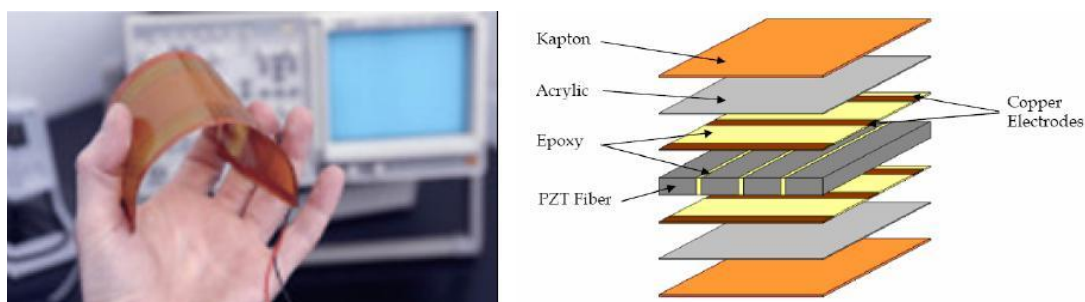 Kapton
Acrylic
Epoxy
PZT Fiber
Copper
Electrodes